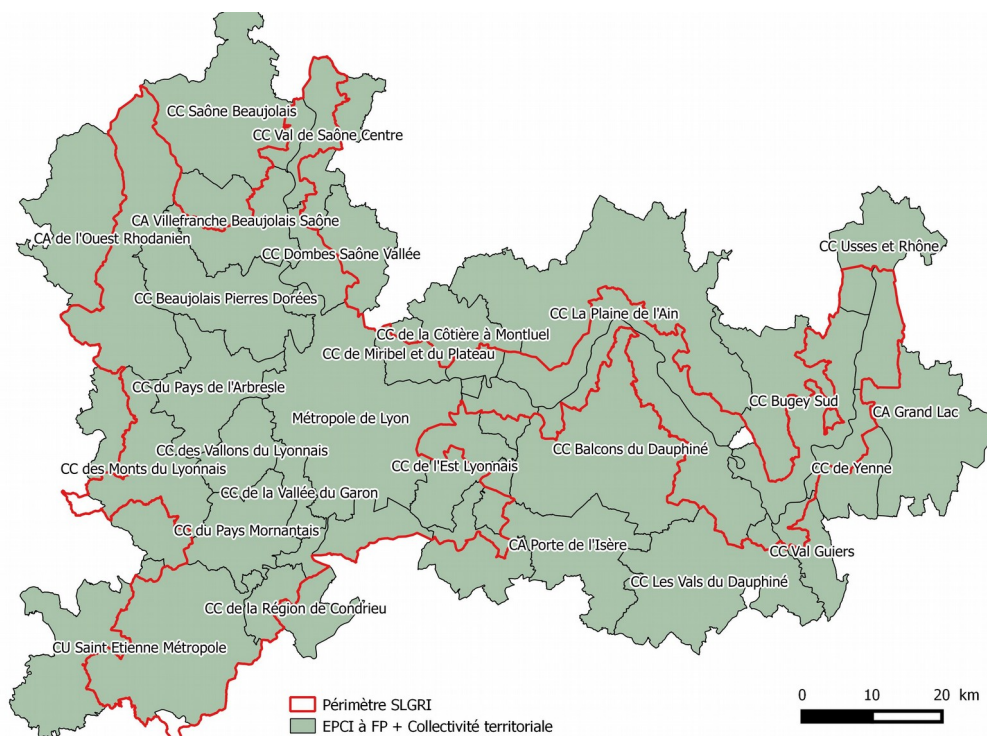 CC Saône Beaujolais
CC Val de Saône Centre
CA Villefranche Beaujolais Saône
CA de l'Ouest Rhodanien
CC Usses et Rhône
CC Dombes Saône Vallée
CC Beaujolais Pierres Dorées
CC La Plaine de l'Ain
CC de la Côtière à Montluel
CC de Miribel et du Plateau
CC du Pays de l'Arbresle
CC Bugey Sud
CA Grand Lac
Métropole de Lyon
CC des Vallons du Lyonnais
CC Balcons du Dauphiné
CC des Monts du Lyonnais
CC de l'Est Lyonnais
CC de Yenne
CC de la Vallée du Garon
CC du Pays Mornantais
CA Porte de l'Isère
CC Val Guiers
CC Les Vals du Dauphiné
CC de la Région de Condrieu
CU Saint Etienne Métropole
Périmètre SLGRI
EPCI à FP + Collectivité territoriale
0 10 20 km